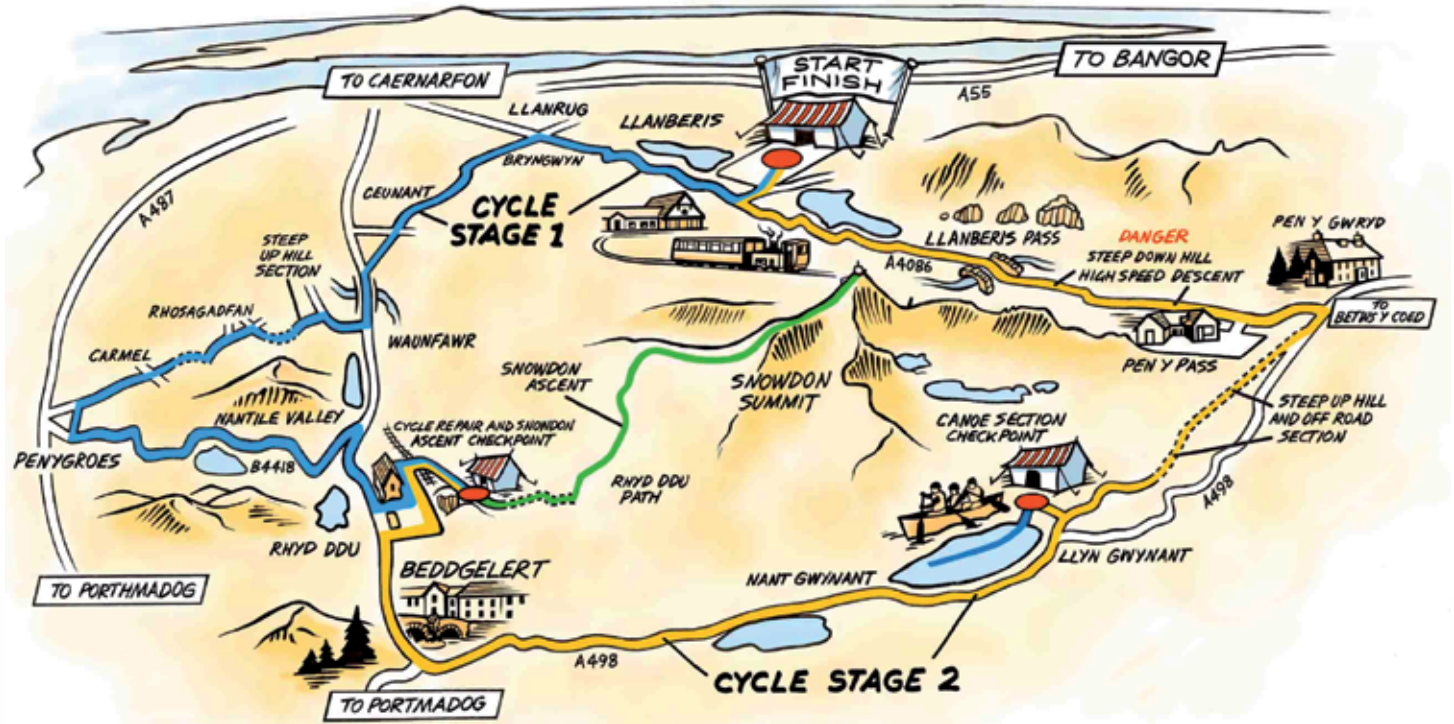 TO CAERNARFON
START
FINISH
TO BANGOR
A55
LLANRUG
LLANBERIS
BRYNGWYN
A487
CEUNANT
CYCLE
STAGE 1
STEEP
UP HILL
SECTION
LLANBERIS PASS
A4086
DANGER
STEEP DOWN HILL
HIGH SPEED DESCENT
PEN Y GWRYD
TO
BETWS Y COED
RHOSAGADFAN
CARMEL
WAUNFAWR
PEN Y PASS
SNOWDON
ASCENT
SNOWDON
SUMMIT
NANTILE VALLEY
CYCLE REPAIR AND SNOWDON
ASCENT CHECKPOINT
CANOE SECTION
CHECKPOINT
STEEP UP HILL
AND OFF ROAD
SECTION
PENYGROES
B4418
RHYD DDU
PATH
A498
RHYD DDU
LLYN GWYNANT
TO PORTHMADOG
BEDDGELERT
NANT GWYNANT
A498
CYCLE STAGE 2
TO PORTMADOG